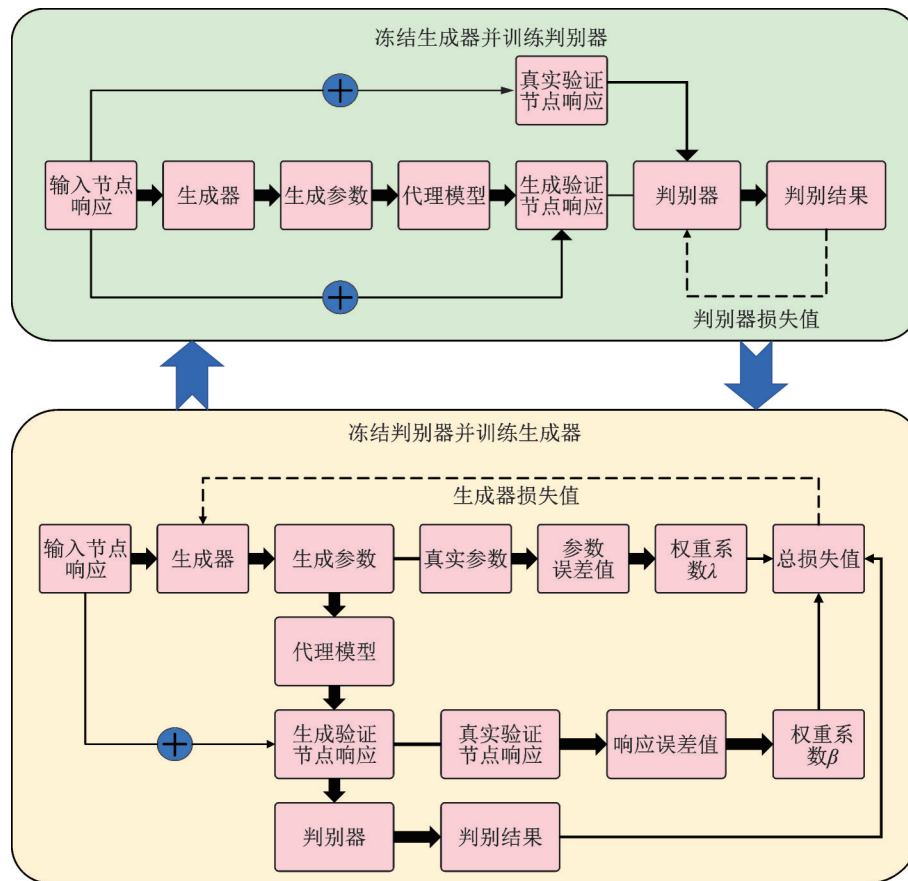 冻结生成器并训练判别器
真实验证
节点响应
输入节点
响应
生成器
生成参数
代理模型
生成验证
节点响应
判别器
判别结果
判别器损失值
冻结判别器并训练生成器
生成器损失值
输入节点
响应
生成器
生成参数
真实参数
参数
误差值
权重系
数λ
总损失值
代理模型
生成验证
节点响应
真实验证
节点响应
响应误差值
权重系
数β
判别器
判别结果